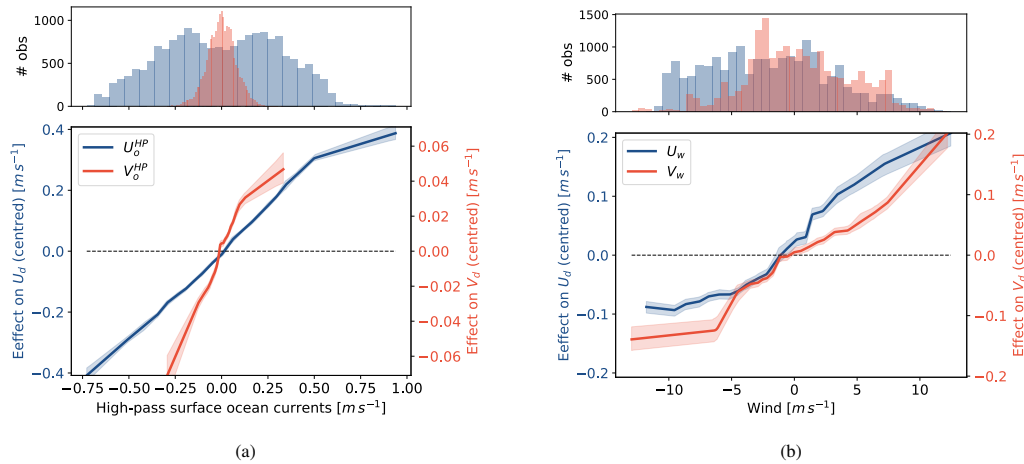 # obs
1000
500
0
Eeffect on U_d (centred) [m s⁻¹]
0.4
0.2
0.0
−0.2
−0.4
U_o^HP
V_o^HP
0.06
0.04
0.02
0.00
−0.02
−0.04
−0.06
Effect on V_d (centred) [m s⁻¹]
−0.75 −0.50 −0.25 0.00 0.25 0.50 0.75 1.00
High-pass surface ocean currents [m s⁻¹]
(a)
# obs
1500
1000
500
0
Eeffect on U_d (centred) [m s⁻¹]
0.2
0.1
0.0
−0.1
−0.2
U_w
V_w
0.2
0.1
0.0
−0.1
−0.2
Effect on V_d (centred) [m s⁻¹]
−10 −5 0 5 10
Wind [m s⁻¹]
(b)